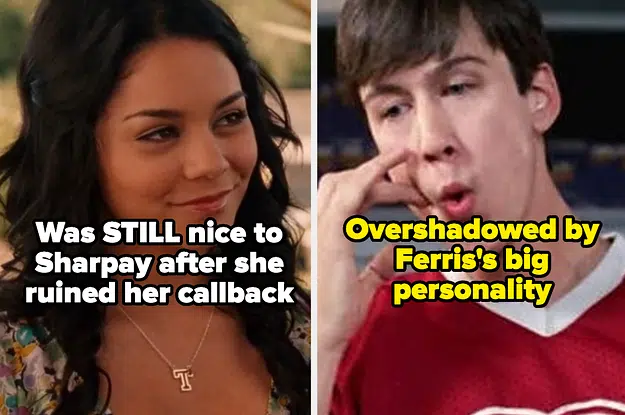 Was STILL nice to
Sharpay after she
ruined her callback
T
Overshadowed by
Ferris's big
personality